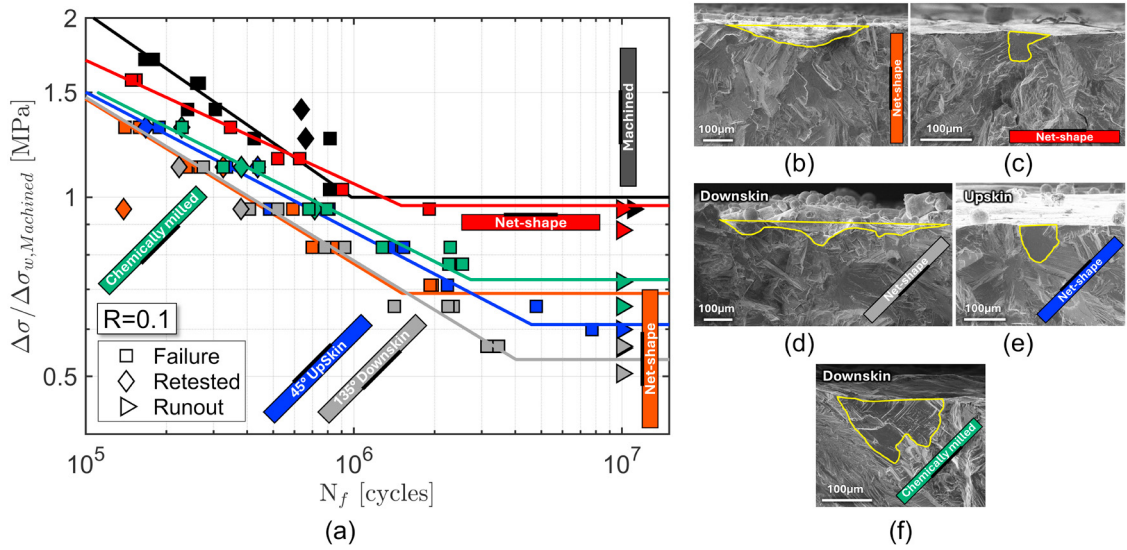 2
1.5
1
0.5
Δσ/Δσw,Machined [MPa]
Machined
Net-shape
Chemically milled
R=0.1
Failure
Retested
Runout
45º UpSkin
135º Downskin
Net-shape
10⁵
10⁶
10⁷
Nf [cycles]
(a)
Net-shape
100µm
(b)
100µm
Net-shape
(c)
Downskin
Net-shape
100µm
(d)
Upskin
Net-shape
100µm
(e)
Downskin
Chemically milled
100µm
(f)